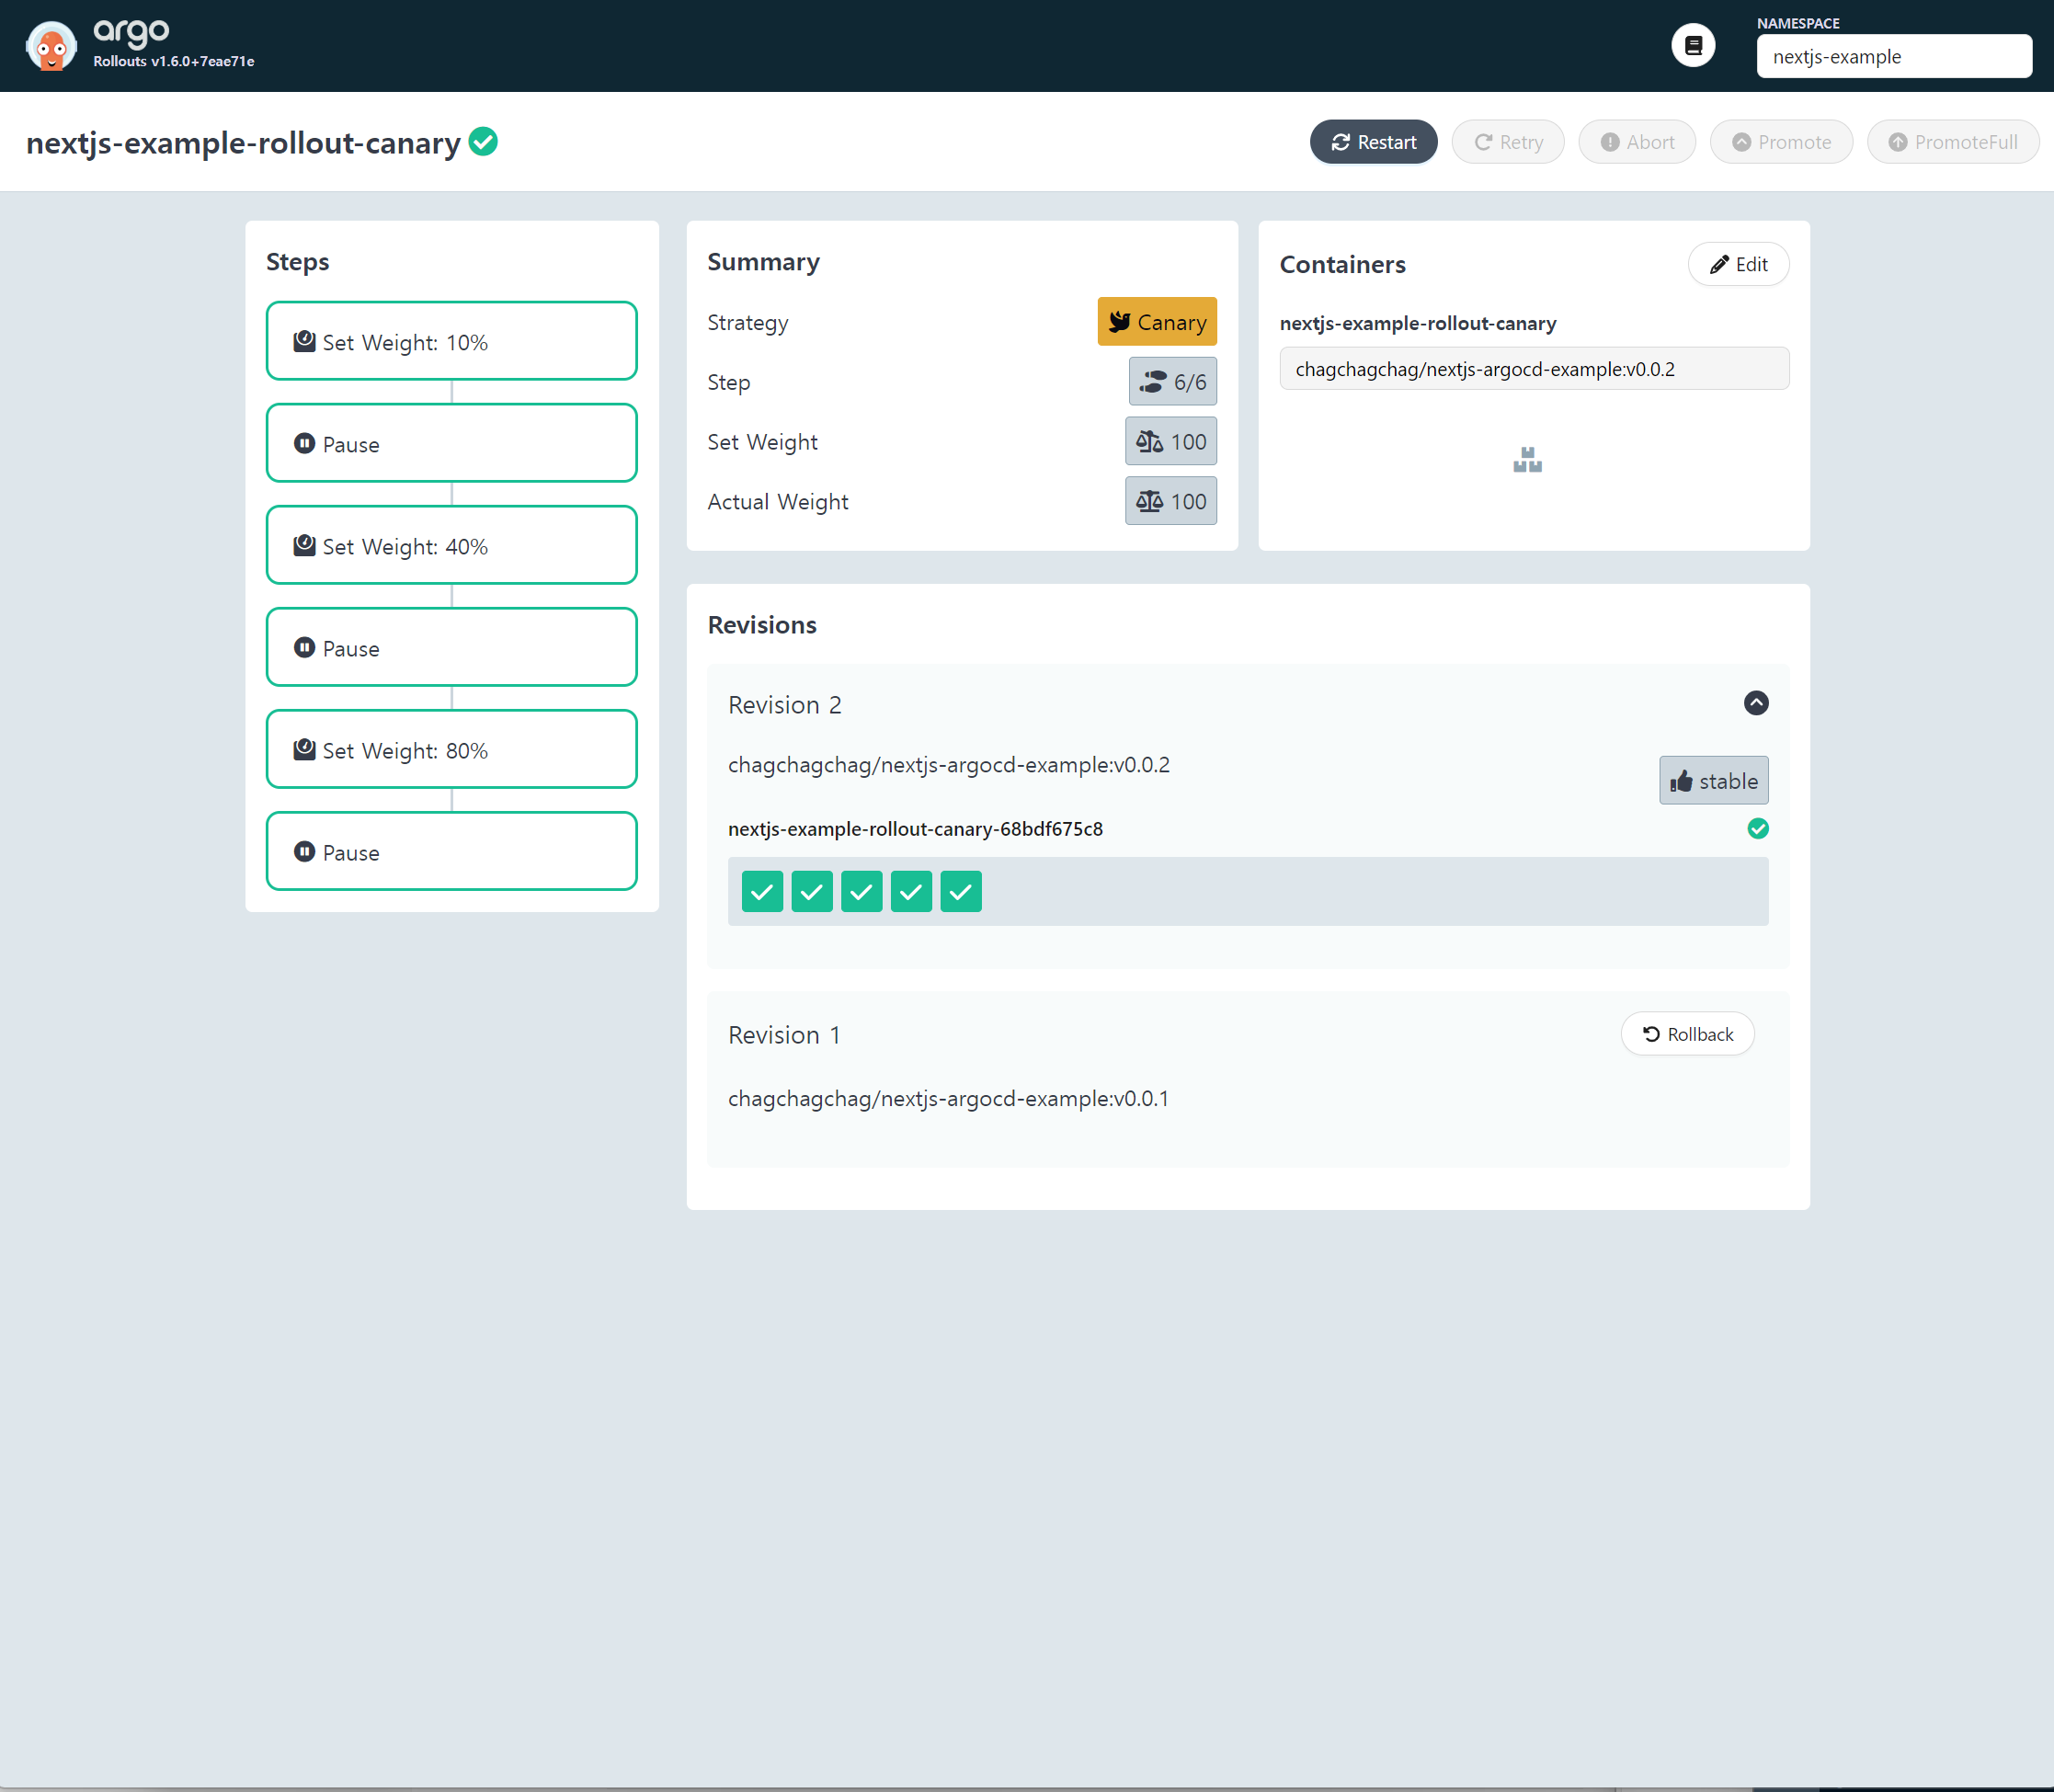 argo
Rollouts v1.6.0+7eae71e
NAMESPACE
nextjs-example
nextjs-example-rollout-canary
Restart
Retry
Abort
Promote
PromoteFull
Steps
Set Weight: 10%
Pause
Set Weight: 40%
Pause
Set Weight: 80%
Pause
Summary
Strategy
Canary
Step
6/6
Set Weight
100
Actual Weight
100
Containers
Edit
nextjs-example-rollout-canary
chagchagchag/nextjs-argocd-example:v0.0.2
Revisions
Revision 2
chagchagchag/nextjs-argocd-example:v0.0.2
stable
nextjs-example-rollout-canary-68bdf675c8
Revision 1
Rollback
chagchagchag/nextjs-argocd-example:v0.0.1